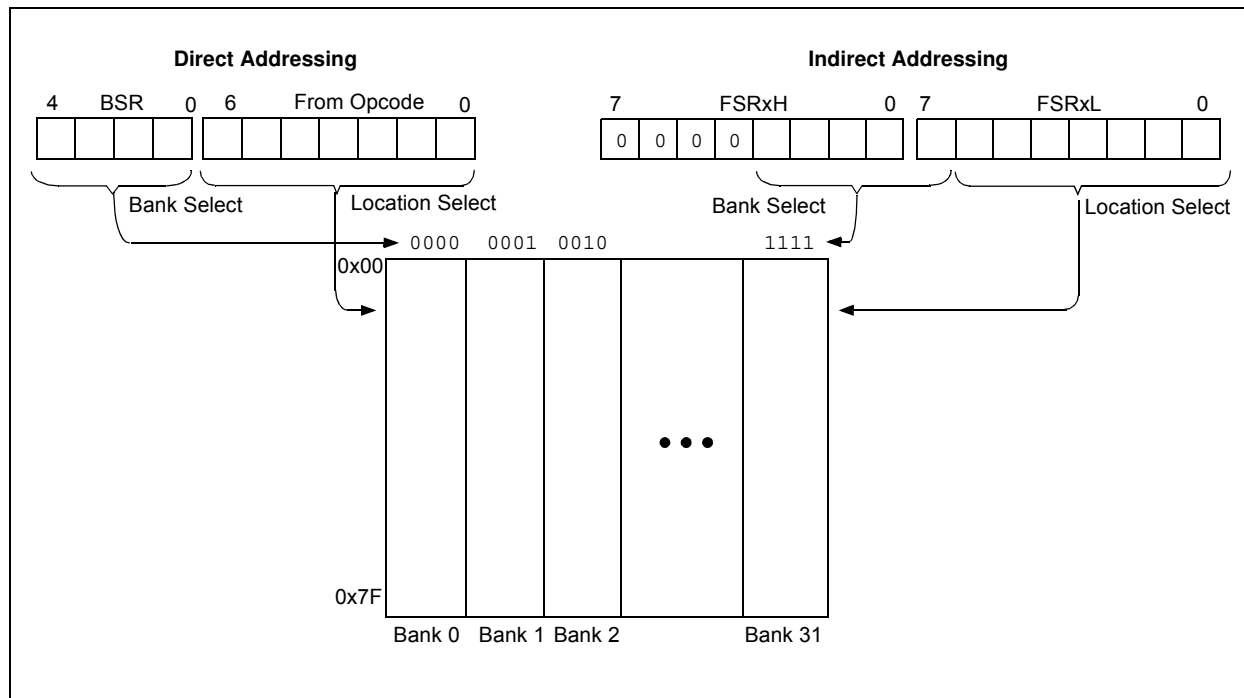 Direct Addressing
Indirect Addressing
4 BSR 0 6 From Opcode 0
7 FSRxH 0 7 FSRxL 0
0 0 0 0
Bank Select Location Select
Bank Select Location Select
0000 0001 0010 1111
0x00
0x7F
Bank 0 Bank 1 Bank 2 Bank 31